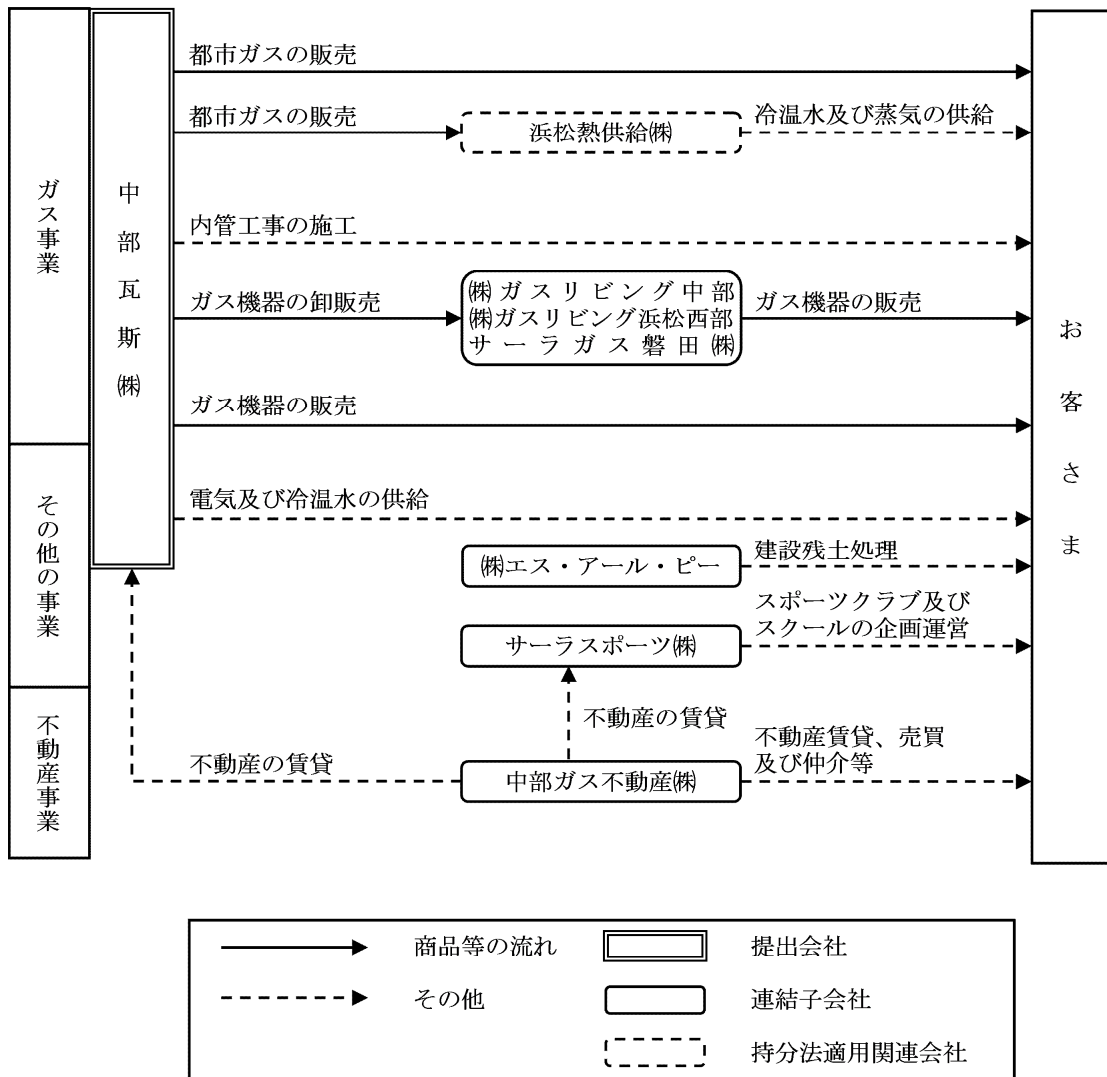 ガス事業
中部瓦斯㈱
都市ガスの販売
都市ガスの販売
浜松熱供給㈱
冷温水及び蒸気の供給
内管工事の施工
ガス機器の卸販売
㈱ガスリビング中部
㈱ガスリビング浜松西部
サーラガス磐田㈱
ガス機器の販売
ガス機器の販売
お客さま
その他の事業
電気及び冷温水の供給
㈱エス・アール・ピー
建設残土処理
サーラスポーツ㈱
スポーツクラブ及び
スクールの企画運営
不動産の賃貸
不動産事業
不動産の賃貸
中部ガス不動産㈱
不動産賃貸、売買
及び仲介等
商品等の流れ
提出会社
その他
連結子会社
持分法適用関連会社